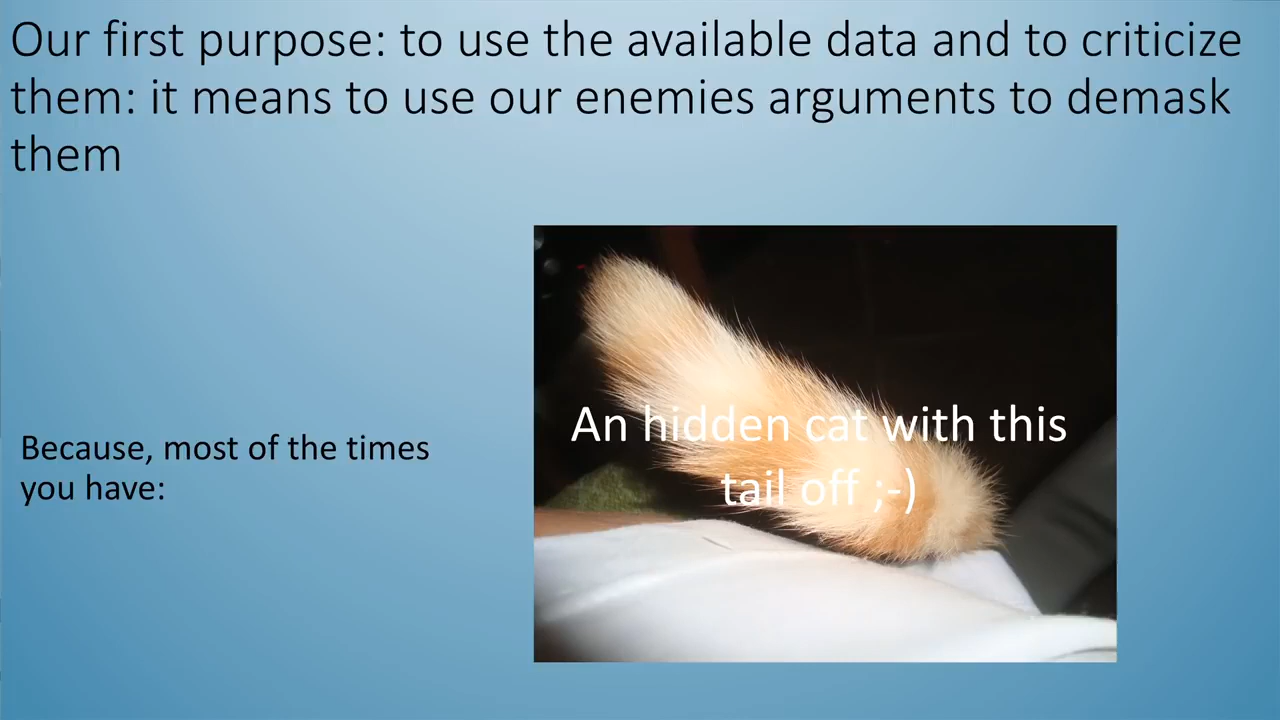 Our first purpose: to use the available data and to criticize
them: it means to use our enemies arguments to demask
them
Because, most of the times
you have:
An hidden cat with this
tail off ;-)